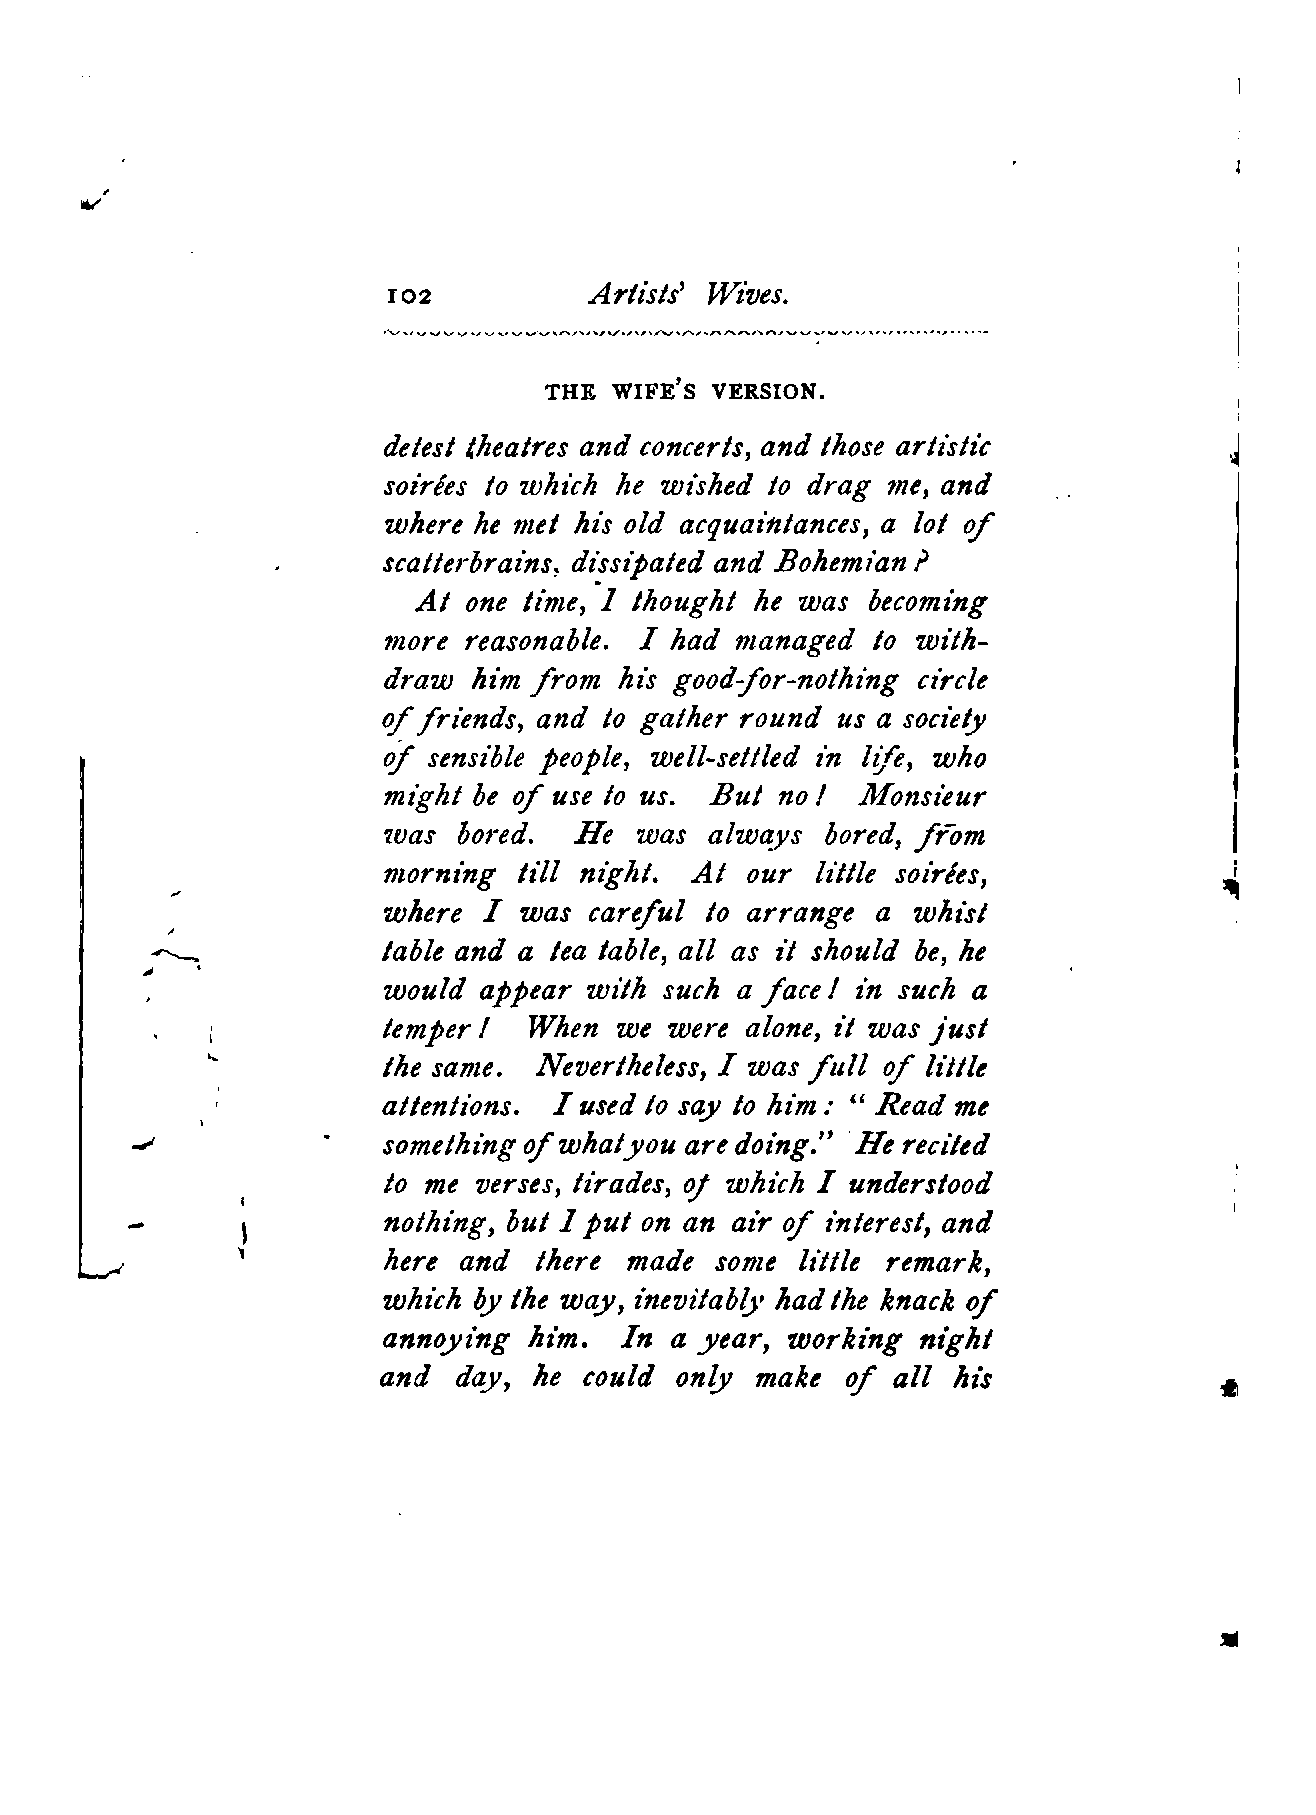 102 Artists' Wives.
THE WIFE'S VERSION.
detest theatres and concerts, and those artistic
soirées to which he wished to drag me, and
where he met his old acquaintances, a lot of
scatterbrains, dissipated and Bohemian?
At one time, I thought he was becoming
more reasonable. I had managed to with-
draw him from his good-for-nothing circle
of friends, and to gather round us a society
of sensible people, well-settled in life, who
might be of use to us. But no! Monsieur
was bored. He was always bored, from
morning till night. At our little soirées,
where I was careful to arrange a whist
table and a tea table, all as it should be, he
would appear with such a face! in such a
temper! When we were alone, it was just
the same. Nevertheless, I was full of little
attentions. I used to say to him: "Read me
something of what you are doing." He recited
to me verses, tirades, of which I understood
nothing, but I put on an air of interest, and
here and there made some little remark,
which by the way, inevitably had the knack of
annoying him. In a year, working night
and day, he could only make of all his